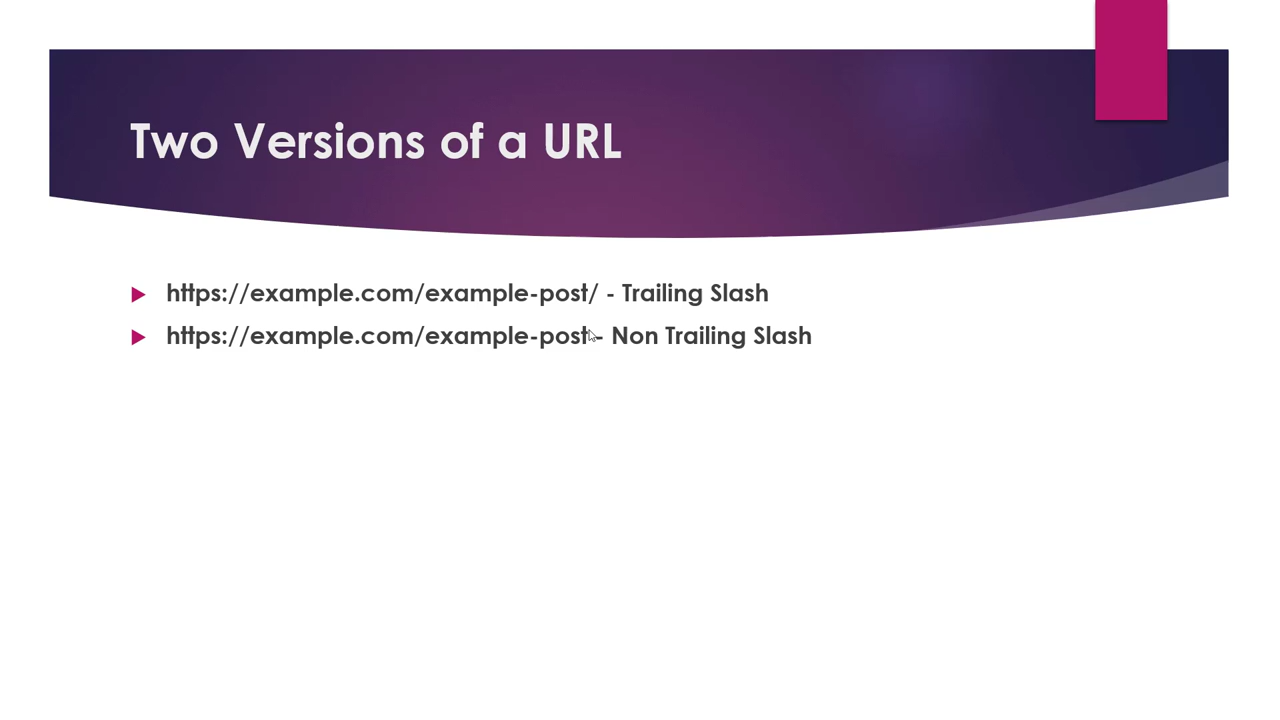 Two Versions of a URL
https://example.com/example-post/ - Trailing Slash
https://example.com/example-post - Non Trailing Slash